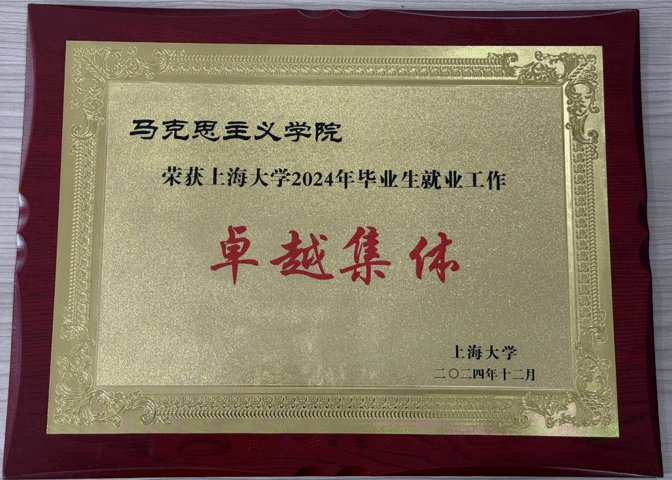 马克思主义学院
荣获上海大学2024年毕业生就业工作
卓越集体
上海大学
二〇二四年十二月